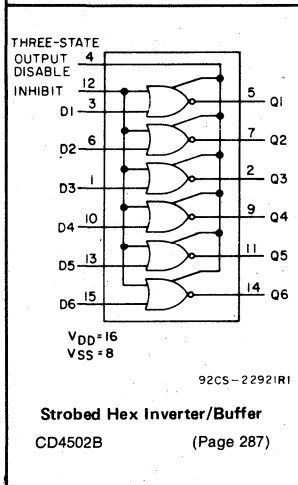 THREE-STATE
OUTPUT 4
DISABLE
INHIBIT 12
D1 3 5 Q1
D2 6 7 Q2
D3 1 2 Q3
D4 10 9 Q4
D5 13 11 Q5
D6 15 14 Q6
VDD=16
VSS=8
92CS-22921R1
Strobed Hex Inverter/Buffer
CD4502B (Page 287)